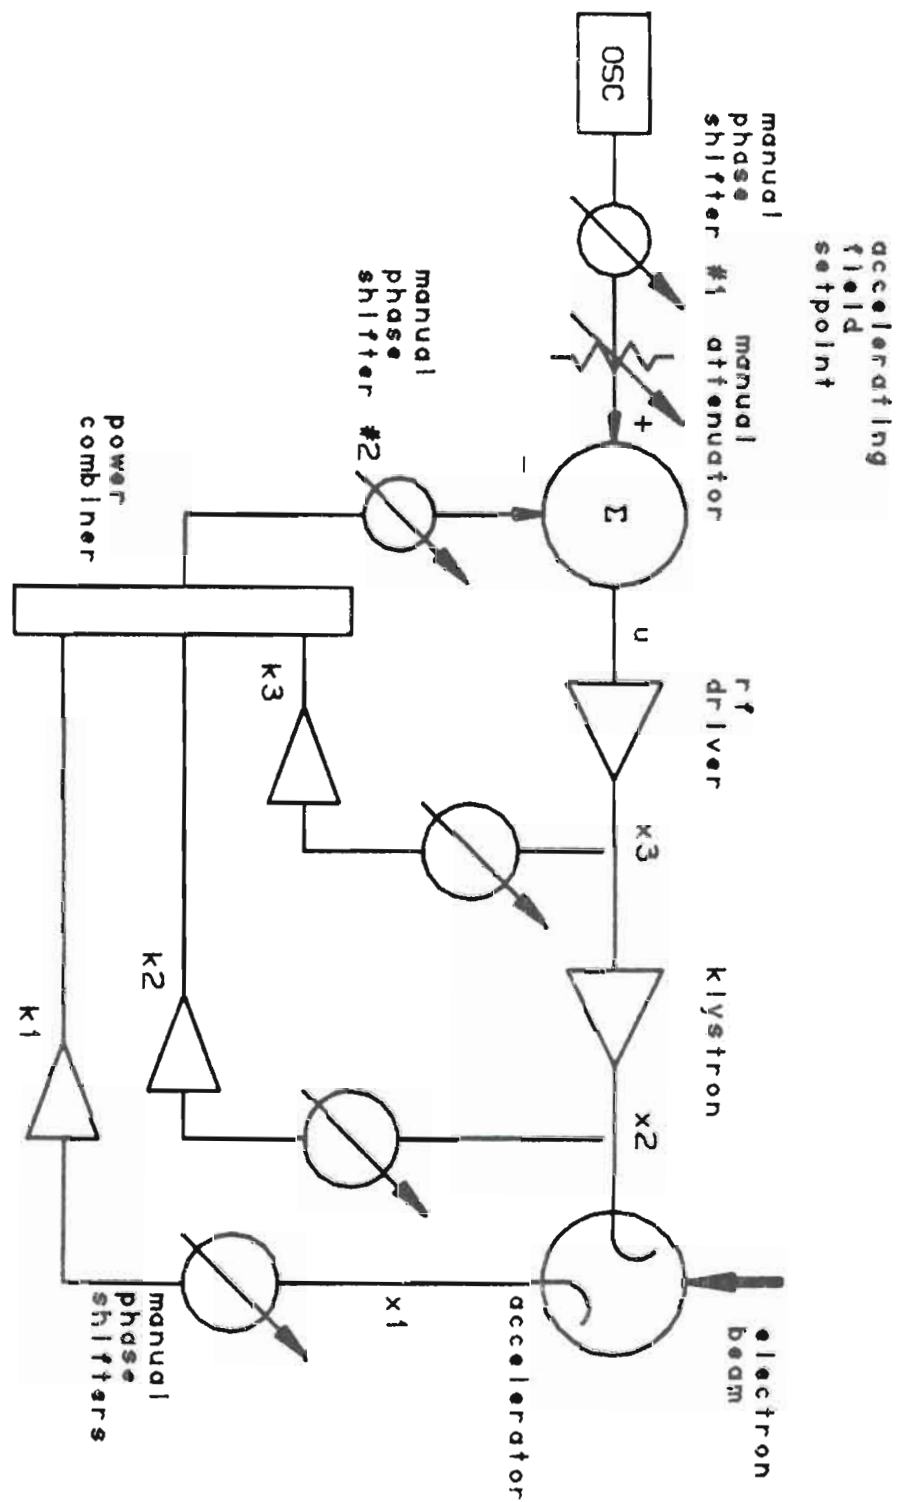 accelerating
field
setpoint
manual
phase
shifter #1
manual
attenuator
OSC
+
Σ
-
u
rf
driver
x3
klystron
x2
electron
beam
manual
phase
shifter #2
power
combiner
k3
k2
k1
x1
accelerator
manual
phase
shifters